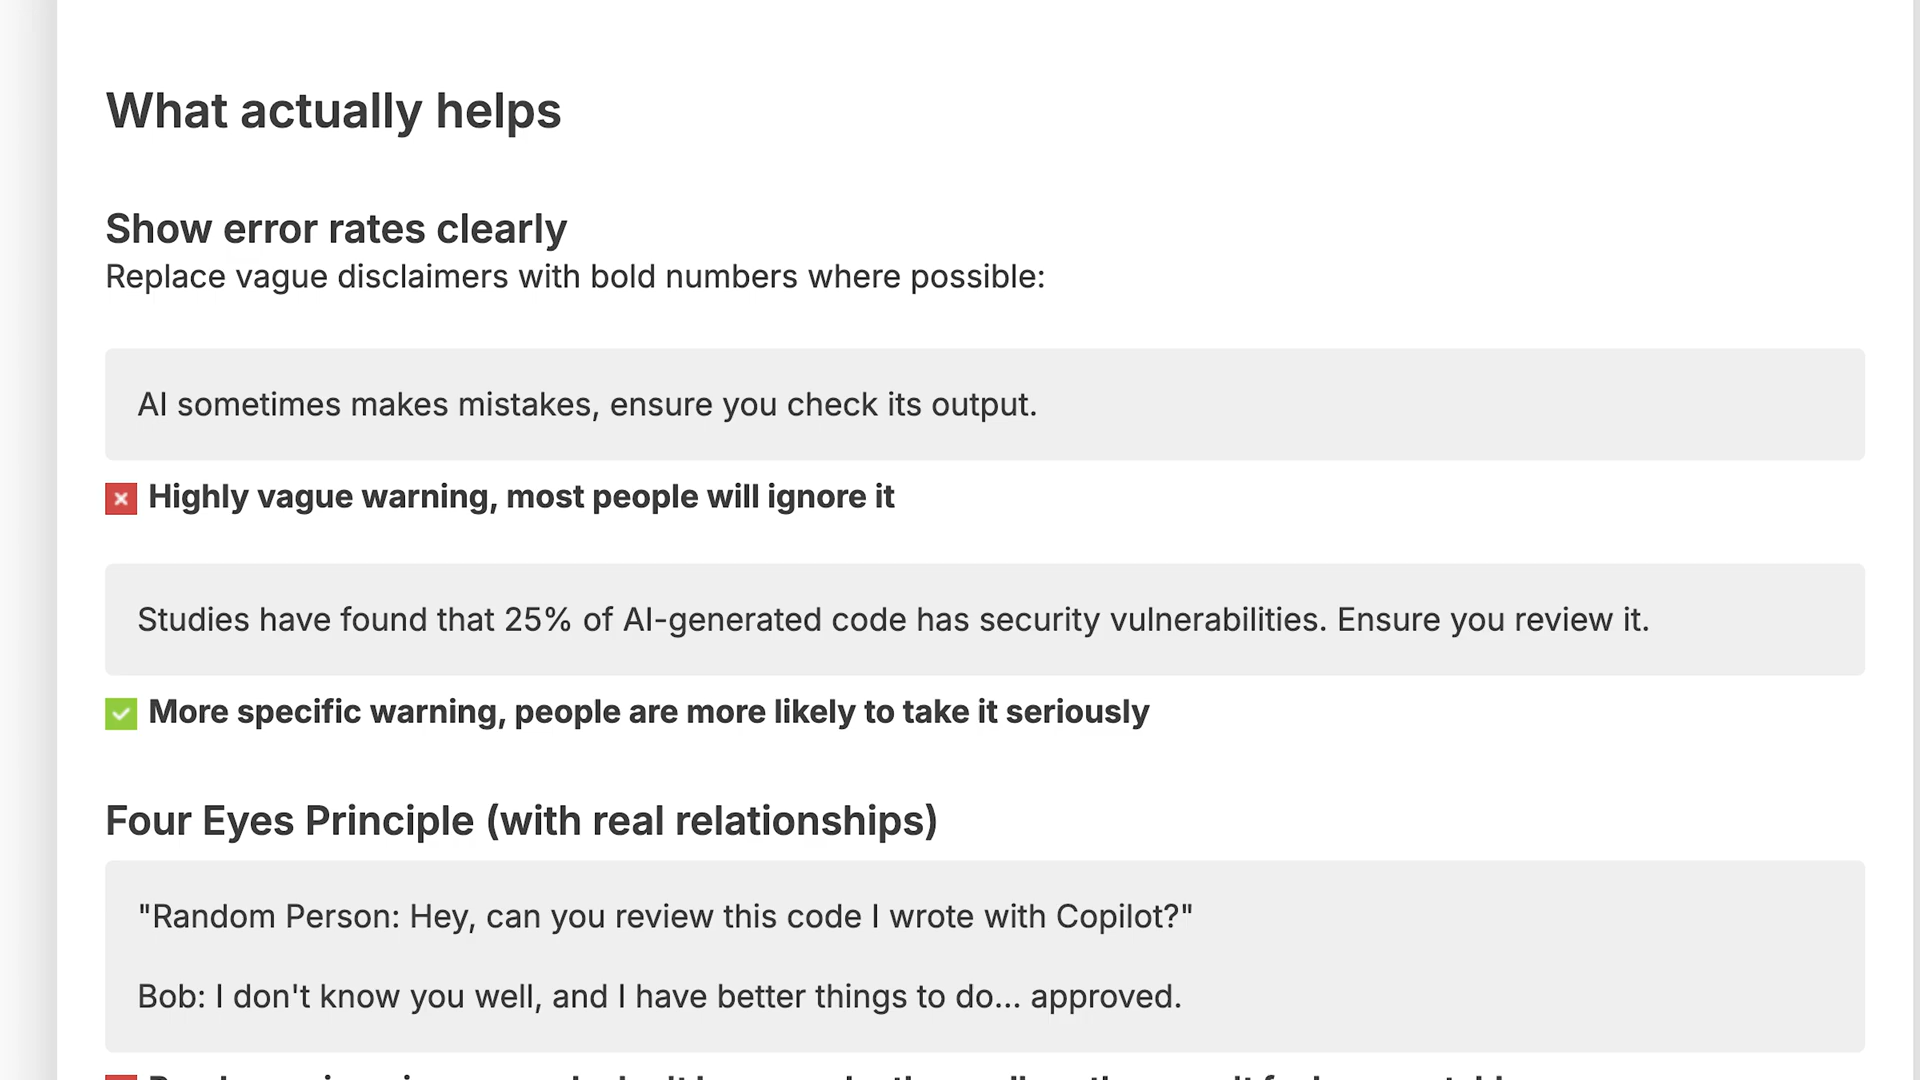 What actually helps
Show error rates clearly
Replace vague disclaimers with bold numbers where possible:
AI sometimes makes mistakes, ensure you check its output.
Highly vague warning, most people will ignore it
Studies have found that 25% of AI-generated code has security vulnerabilities. Ensure you review it.
More specific warning, people are more likely to take it seriously
Four Eyes Principle (with real relationships)
"Random Person: Hey, can you review this code I wrote with Copilot?"
Bob: I don't know you well, and I have better things to do... approved.